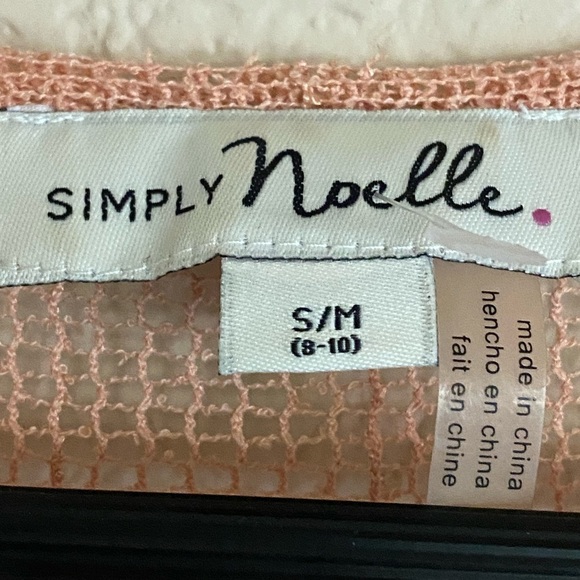 SIMPLY Noelle.
S/M
(8-10)
made in china
hencho en china
fait en chine